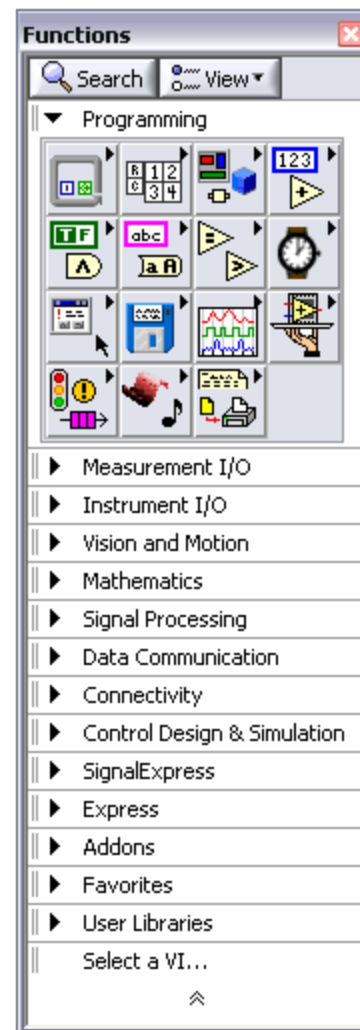 Functions
Search View
Programming
R 1 2 123
C 3 4
T F abc
a A
Measurement I/O
Instrument I/O
Vision and Motion
Mathematics
Signal Processing
Data Communication
Connectivity
Control Design & Simulation
SignalExpress
Express
Addons
Favorites
User Libraries
Select a VI...